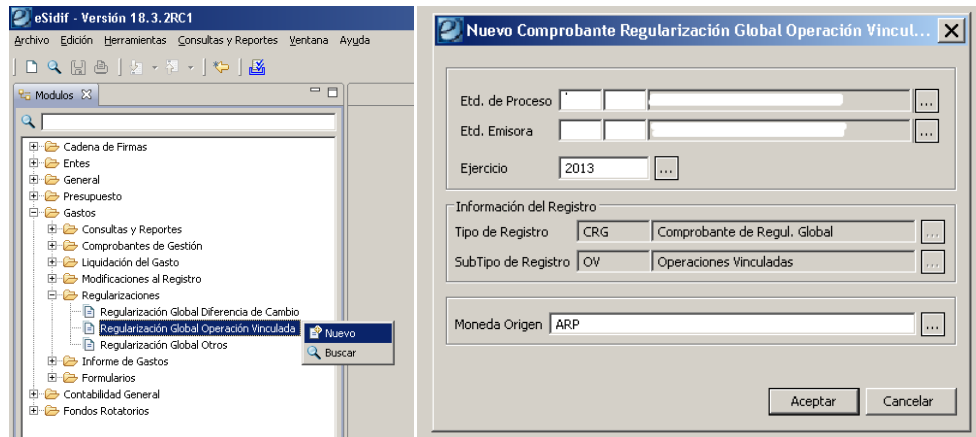 eSidif - Versión 18.3.2RC1
Archivo Edición Herramientas Consultas y Reportes Ventana Ayuda
Modulos
Cadena de Firmas
Entes
General
Presupuesto
Gastos
Consultas y Reportes
Comprobantes de Gestión
Liquidación del Gasto
Modificaciones al Registro
Regularizaciones
Regularización Global Diferencia de Cambio
Regularización Global Operación Vinculada
Regularización Global Otros
Informe de Gastos
Formularios
Contabilidad General
Fondos Rotatorios
Nuevo
Buscar
Nuevo Comprobante Regularización Global Operación Vincul...
Etd. de Proceso ...
Etd. Emisora ...
Ejercicio 2013 ...
Información del Registro
Tipo de Registro CRG Comprobante de Regul. Global ...
SubTipo de Registro OV Operaciones Vinculadas ...
Moneda Origen ARP ...
Aceptar Cancelar